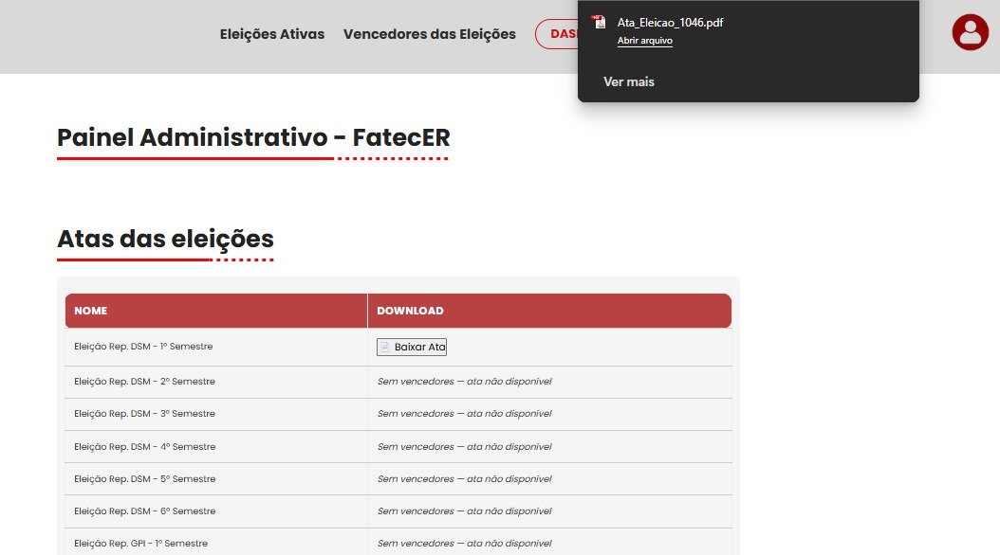 Eleições Ativas
Vencedores das Eleições
Ata_Eleicao_1046.pdf
Abrir arquivo
Ver mais
Painel Administrativo - FatecER
Atas das eleições
NOME DOWNLOAD
Eleição Rep. DSM - 1º Semestre Baixar Ata
Eleição Rep. DSM - 2º Semestre Sem vencedores — ata não disponível
Eleição Rep. DSM - 3º Semestre Sem vencedores — ata não disponível
Eleição Rep. DSM - 4º Semestre Sem vencedores — ata não disponível
Eleição Rep. DSM - 5º Semestre Sem vencedores — ata não disponível
Eleição Rep. DSM - 6º Semestre Sem vencedores — ata não disponível
Eleição Rep. GPI - 1º Semestre Sem vencedores — ata não disponível